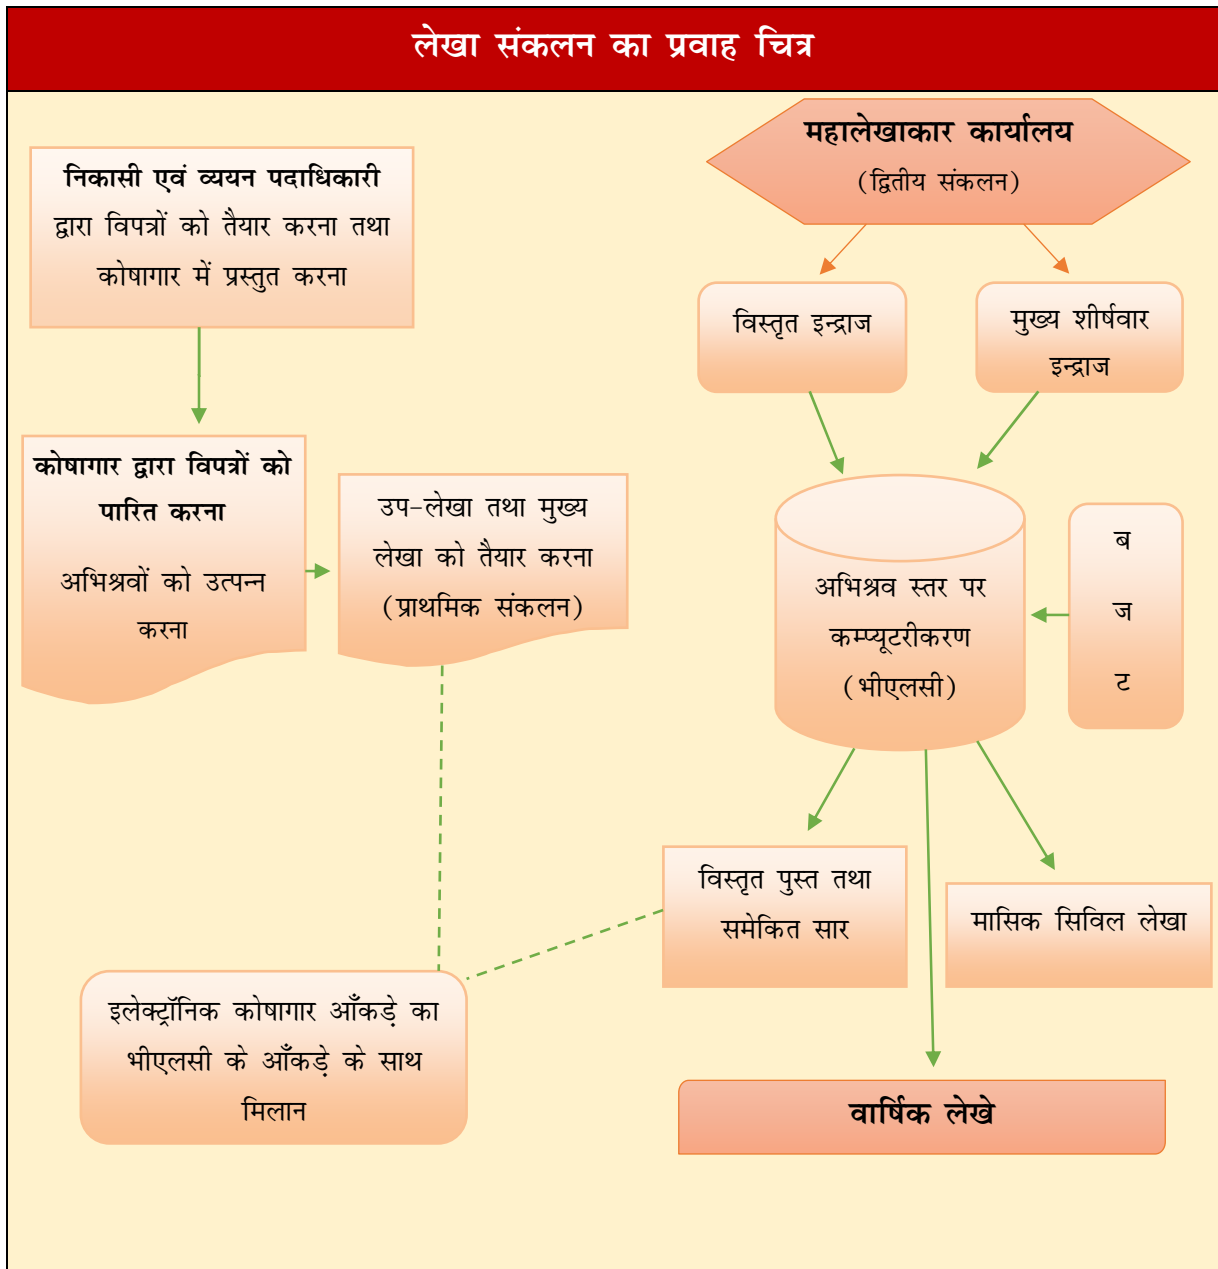 लेखा संकलन का प्रवाह चित्र
निकासी एवं व्ययन पदाधिकारी
द्वारा विपत्रों को तैयार करना तथा
कोषागार में प्रस्तुत करना
कोषागार द्वारा विपत्रों को
पारित करना
अभिश्रवों को उत्पन्न
करना
उप-लेखा तथा मुख्य
लेखा को तैयार करना
(प्राथमिक संकलन)
महालेखाकार कार्यालय
(द्वितीय संकलन)
विस्तृत इन्द्राज
मुख्य शीर्षवार
इन्द्राज
अभिश्रव स्तर पर
कम्प्यूटरीकरण
(भीएलसी)
ब
ज
ट
विस्तृत पुस्त तथा
समेकित सार
मासिक सिविल लेखा
इलेक्ट्रॉनिक कोषागार आँकड़े का
भीएलसी के आँकड़े के साथ
मिलान
वार्षिक लेखे